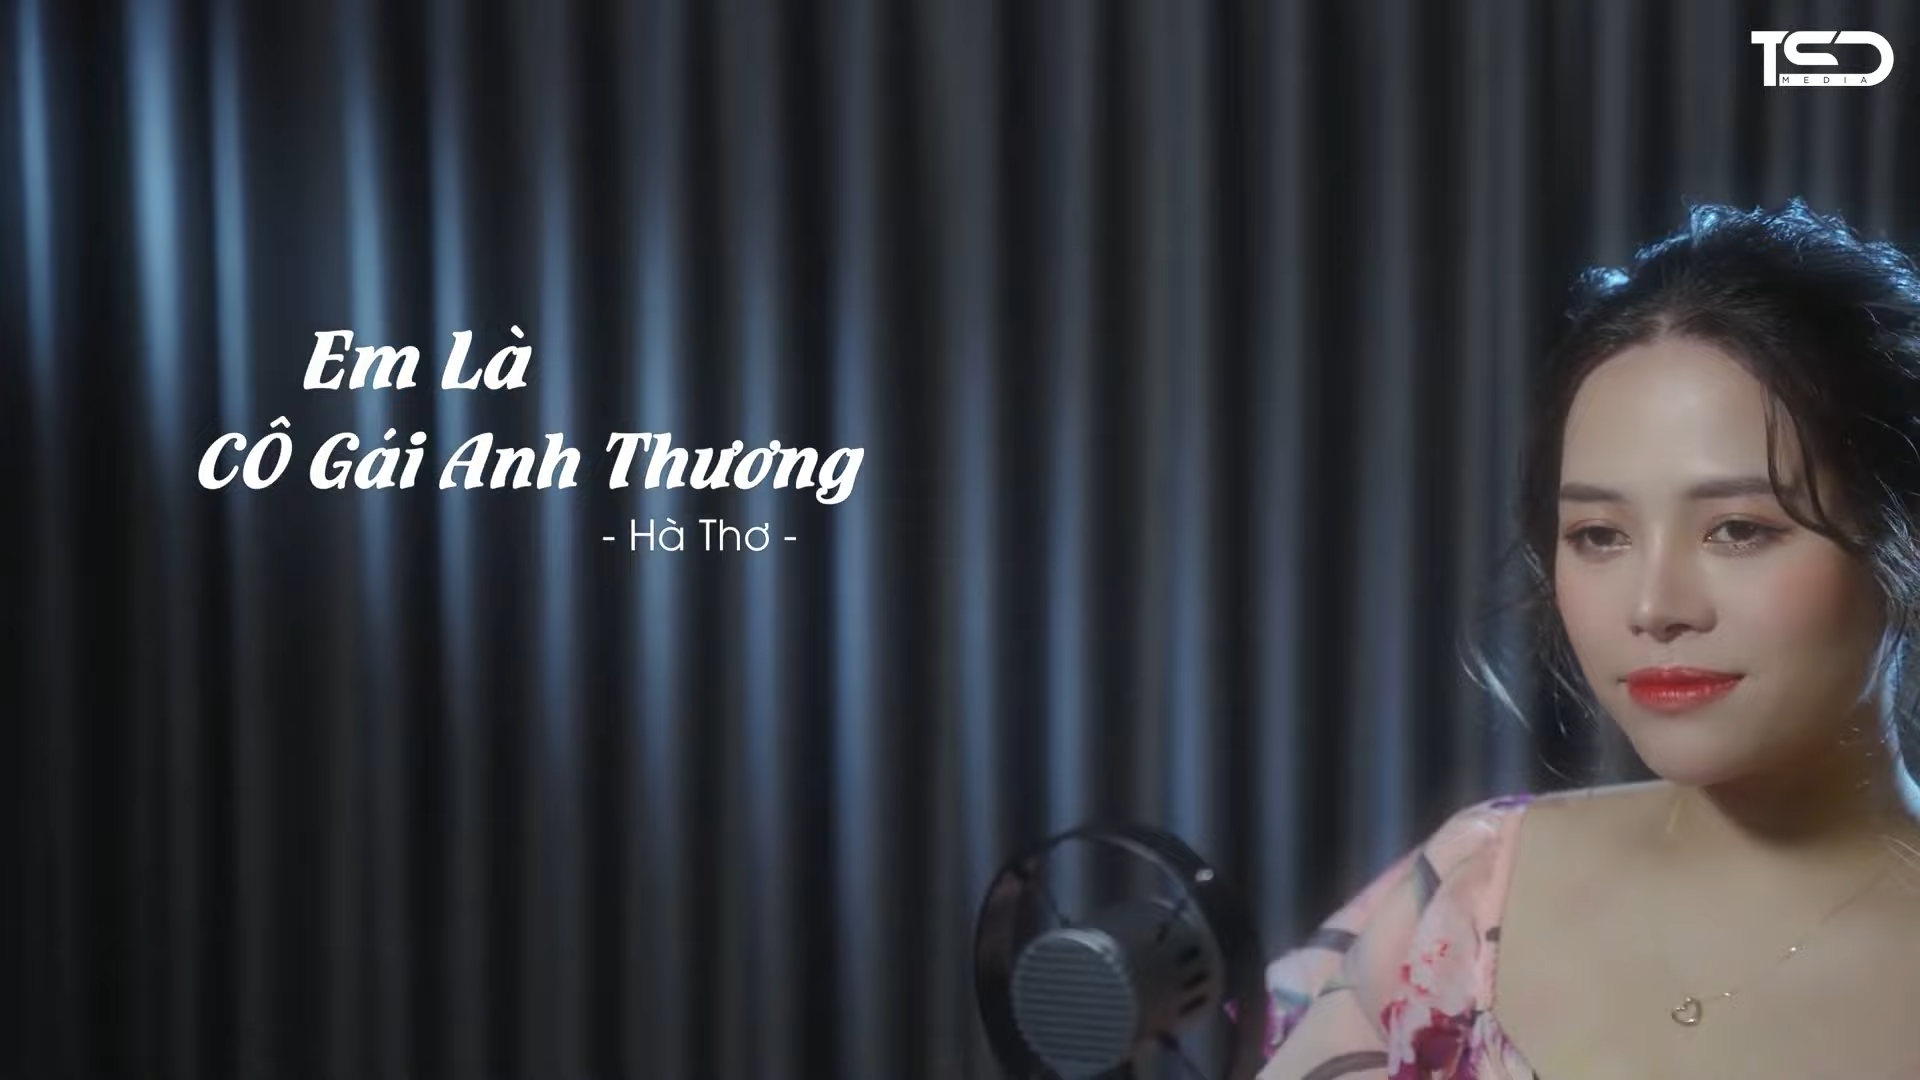 TSD
MEDIA
Em Là
CÔ Gái Anh Thương
- Hà Thơ -